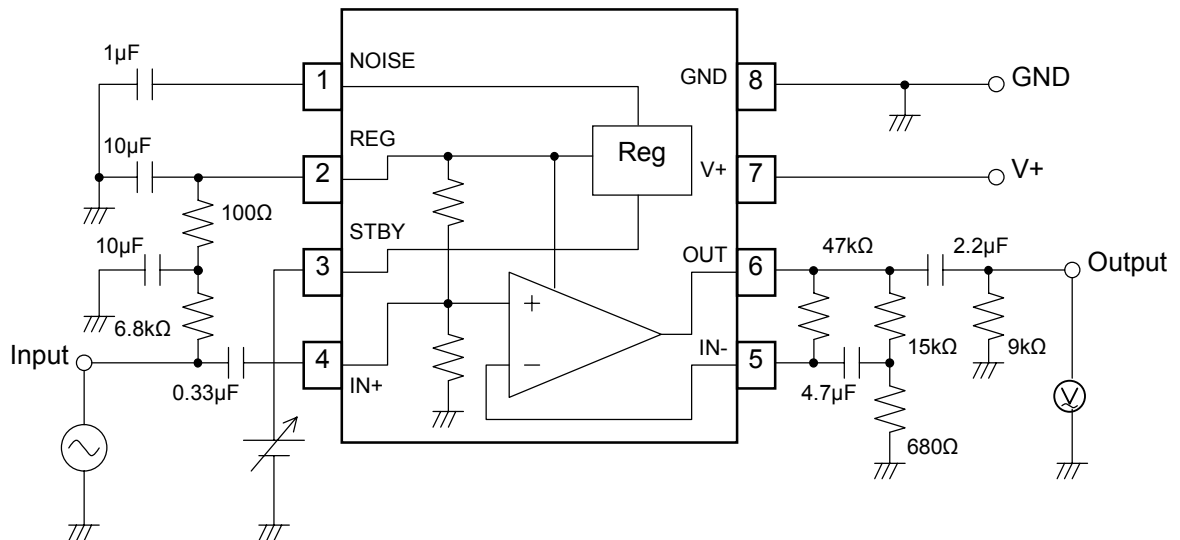 1µF
1
NOISE
GND
8
GND
10µF
2
REG
Reg
V+
7
V+
100Ω
10µF
3
STBY
OUT
6
47kΩ
2.2µF
Output
6.8kΩ
+
−
Input
0.33µF
4
IN+
IN-
5
4.7µF
15kΩ
9kΩ
V
680Ω